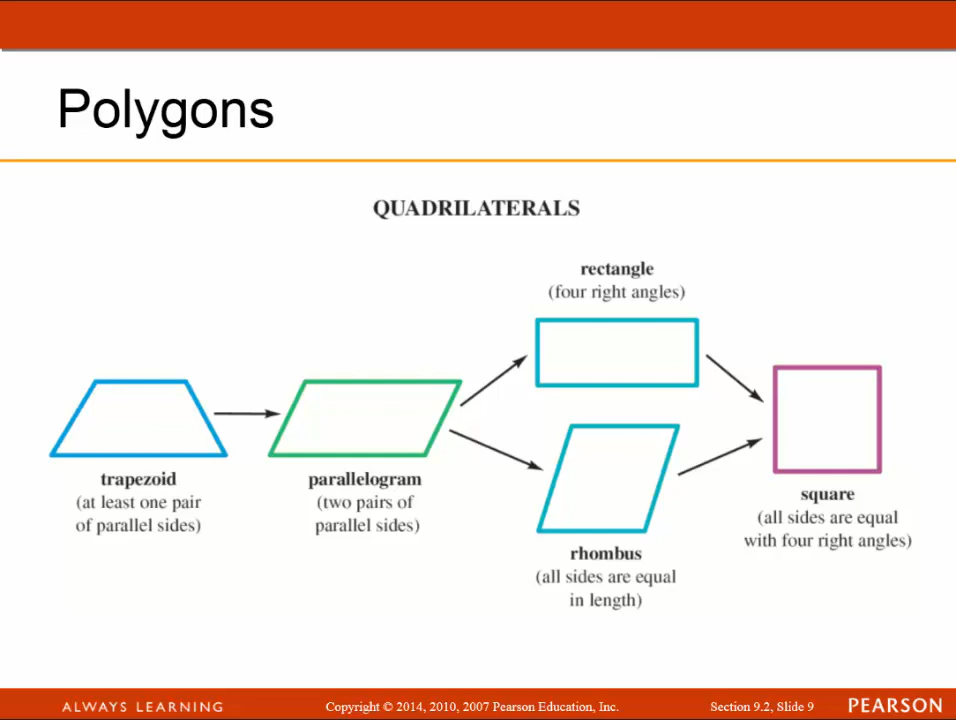 Polygons
QUADRILATERALS
rectangle
(four right angles)
trapezoid
(at least one pair
of parallel sides)
parallelogram
(two pairs of
parallel sides)
rhombus
(all sides are equal
in length)
square
(all sides are equal
with four right angles)
ALWAYS LEARNING
Copyright © 2014, 2010, 2007 Pearson Education, Inc.
Section 9.2, Slide 9
PEARSON